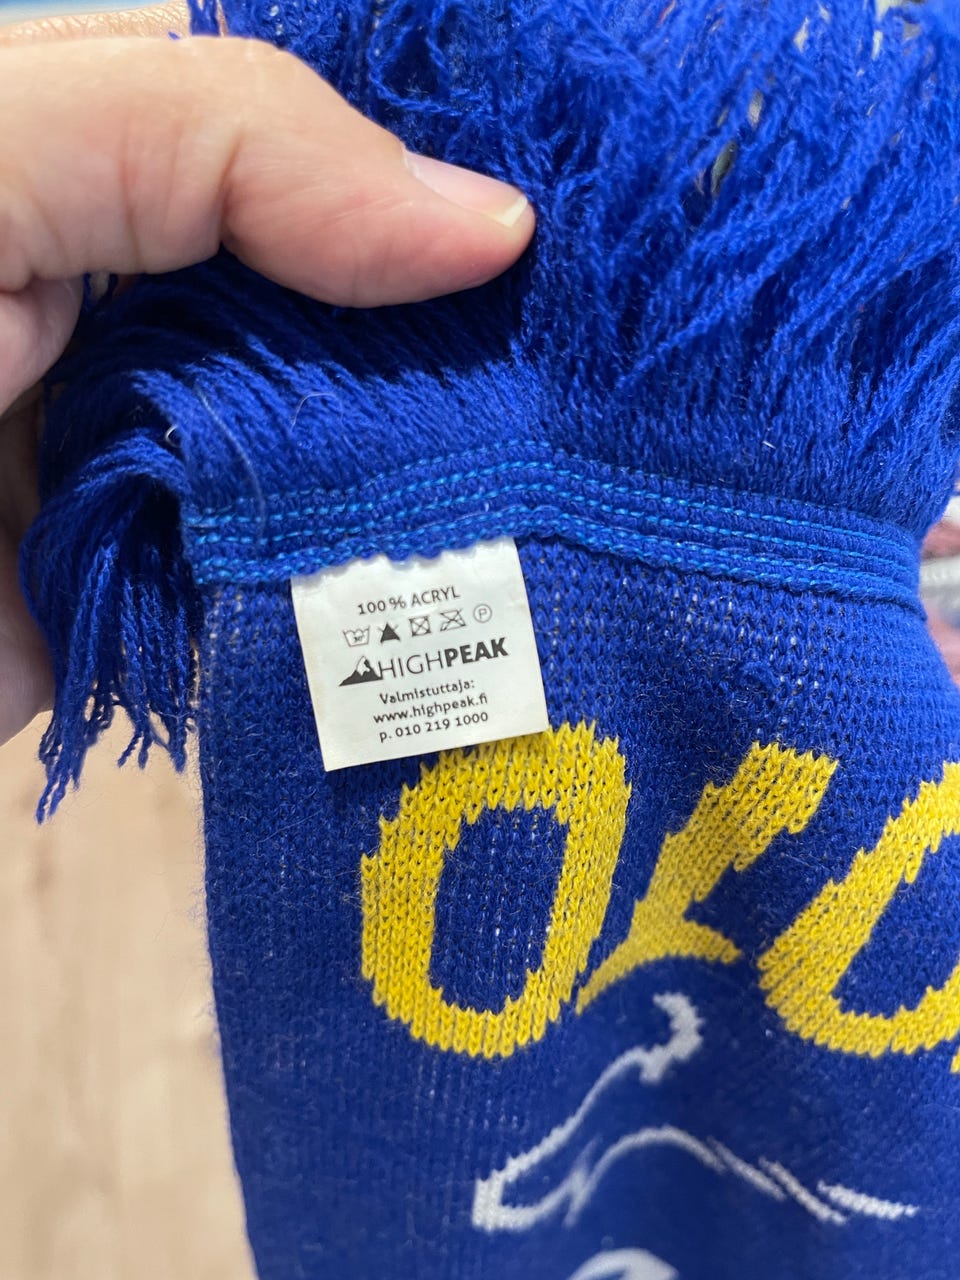 100% ACRYL
HIGHPEAK
Valmistuttaja:
www.highpeak.fi
p. 010 219 1000